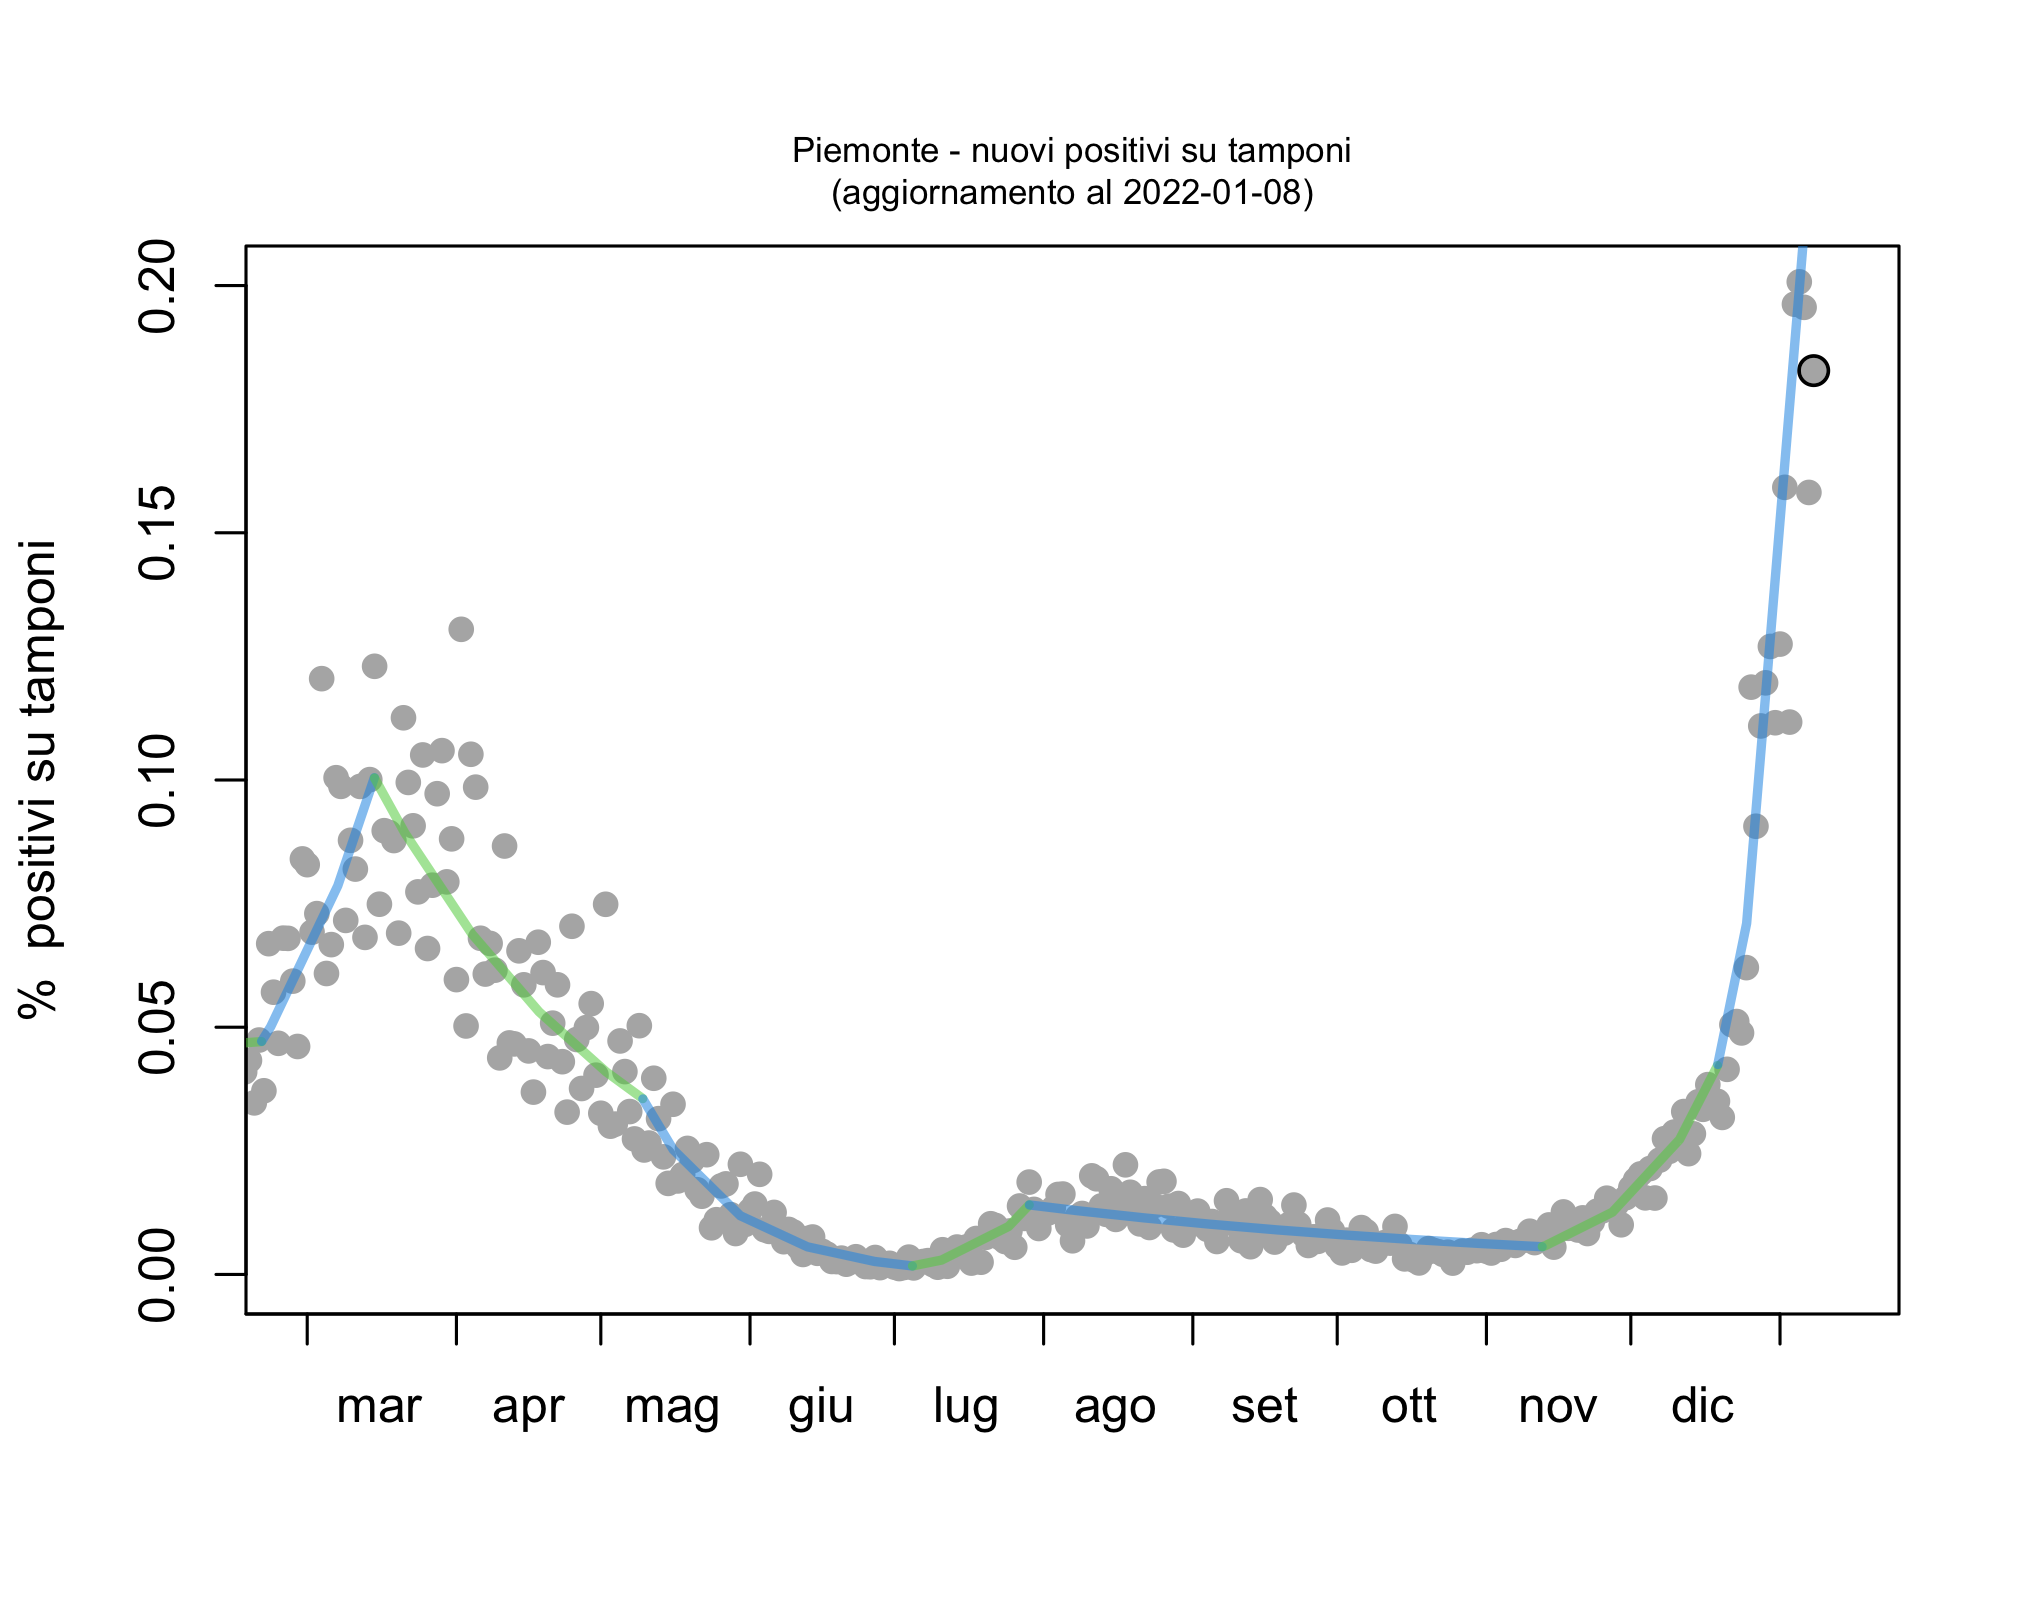 Piemonte - nuovi positivi su tamponi
(aggiornamento al 2022-01-08)
% positivi su tamponi
0.20
0.15
0.10
0.05
0.00
mar apr mag giu lug ago set ott nov dic